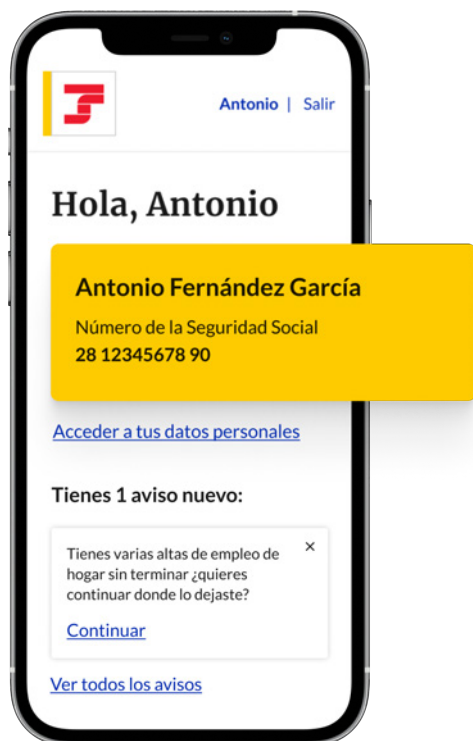 Antonio | Salir
Hola, Antonio
Antonio Fernández García
Número de la Seguridad Social
28 12345678 90
Acceder a tus datos personales
Tienes 1 aviso nuevo:
Tienes varias altas de empleo de ×
hogar sin terminar ¿quieres
continuar donde lo dejaste?
Continuar
Ver todos los avisos